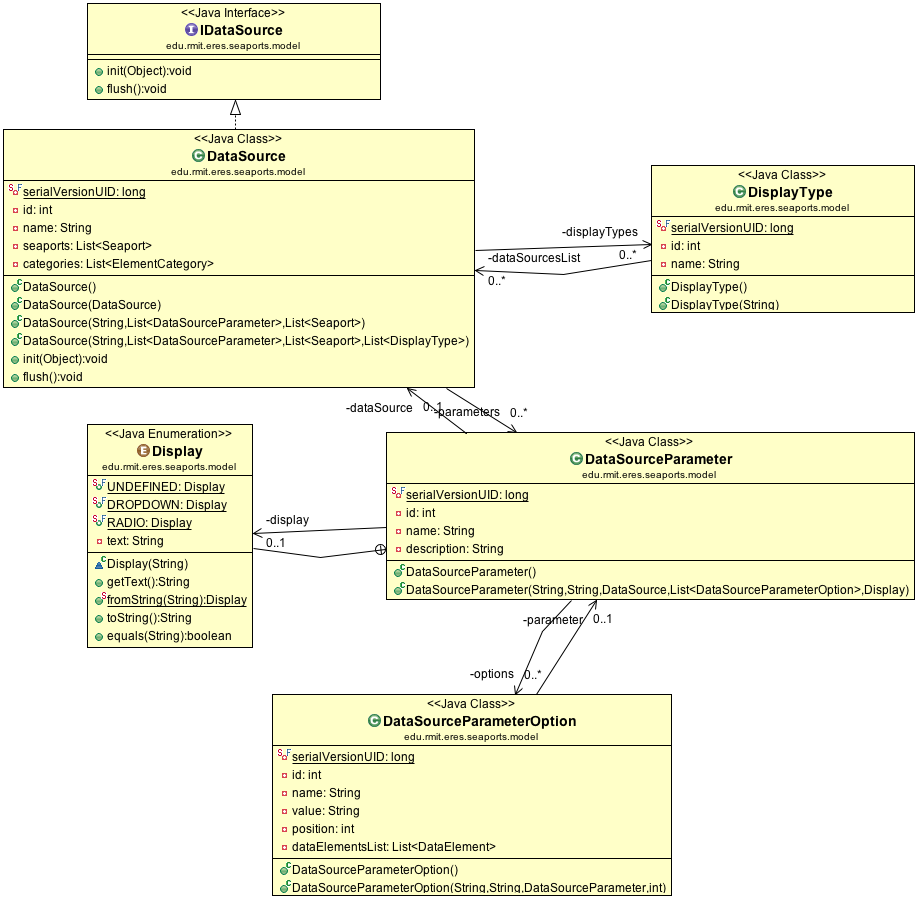 <<Java Interface>>
IDataSource
edu.rmit.eres.seaports.model
init(Object):void
flush():void
<<Java Class>>
DataSource
edu.rmit.eres.seaports.model
serialVersionUID: long
id: int
name: String
seaports: List<Seaport>
categories: List<ElementCategory>
DataSource()
DataSource(DataSource)
DataSource(String,List<DataSourceParameter>,List<Seaport>)
DataSource(String,List<DataSourceParameter>,List<Seaport>,List<DisplayType>)
init(Object):void
flush():void
-displayTypes
0..*
-dataSourcesList
0..*
<<Java Class>>
DisplayType
edu.rmit.eres.seaports.model
serialVersionUID: long
id: int
name: String
DisplayType()
DisplayType(String)
-dataSource
0..1
-parameters
0..*
<<Java Enumeration>>
Display
edu.rmit.eres.seaports.model
UNDEFINED: Display
DROPDOWN: Display
RADIO: Display
text: String
Display(String)
getText():String
fromString(String):Display
toString():String
equals(String):boolean
-display
0..1
<<Java Class>>
DataSourceParameter
edu.rmit.eres.seaports.model
serialVersionUID: long
id: int
name: String
description: String
DataSourceParameter()
DataSourceParameter(String,String,DataSource,List<DataSourceParameterOption>,Display)
-parameter
0..1
-options
0..*
<<Java Class>>
DataSourceParameterOption
edu.rmit.eres.seaports.model
serialVersionUID: long
id: int
name: String
value: String
position: int
dataElementsList: List<DataElement>
DataSourceParameterOption()
DataSourceParameterOption(String,String,DataSourceParameter,int)